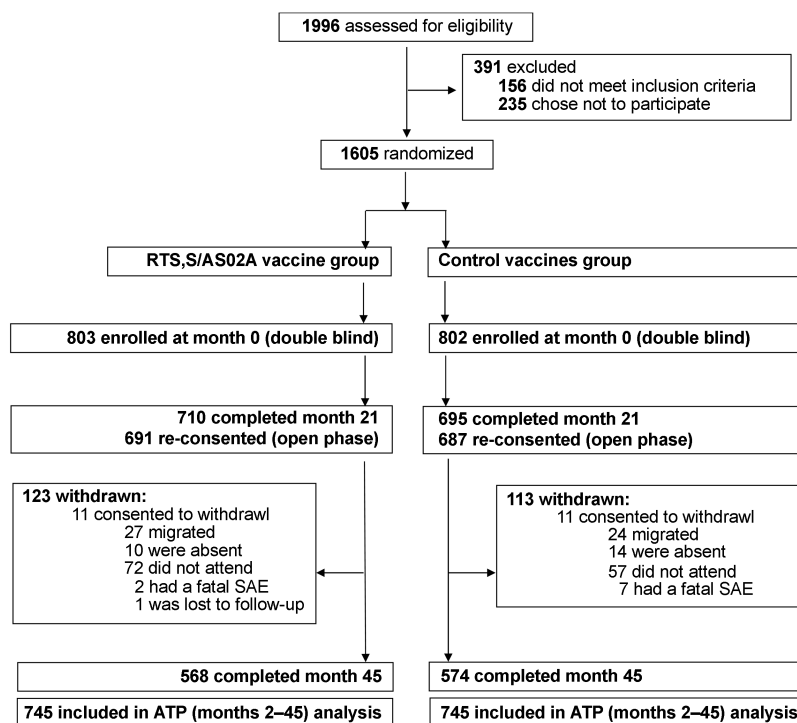 1996 assessed for eligibility
391 excluded
156 did not meet inclusion criteria
235 chose not to participate
1605 randomized
RTS,S/AS02A vaccine group
Control vaccines group
803 enrolled at month 0 (double blind)
802 enrolled at month 0 (double blind)
710 completed month 21
691 re-consented (open phase)
695 completed month 21
687 re-consented (open phase)
123 withdrawn:
11 consented to withdrawl
27 migrated
10 were absent
72 did not attend
2 had a fatal SAE
1 was lost to follow-up
113 withdrawn:
11 consented to withdrawl
24 migrated
14 were absent
57 did not attend
7 had a fatal SAE
568 completed month 45
574 completed month 45
745 included in ATP (months 2–45) analysis
745 included in ATP (months 2–45) analysis